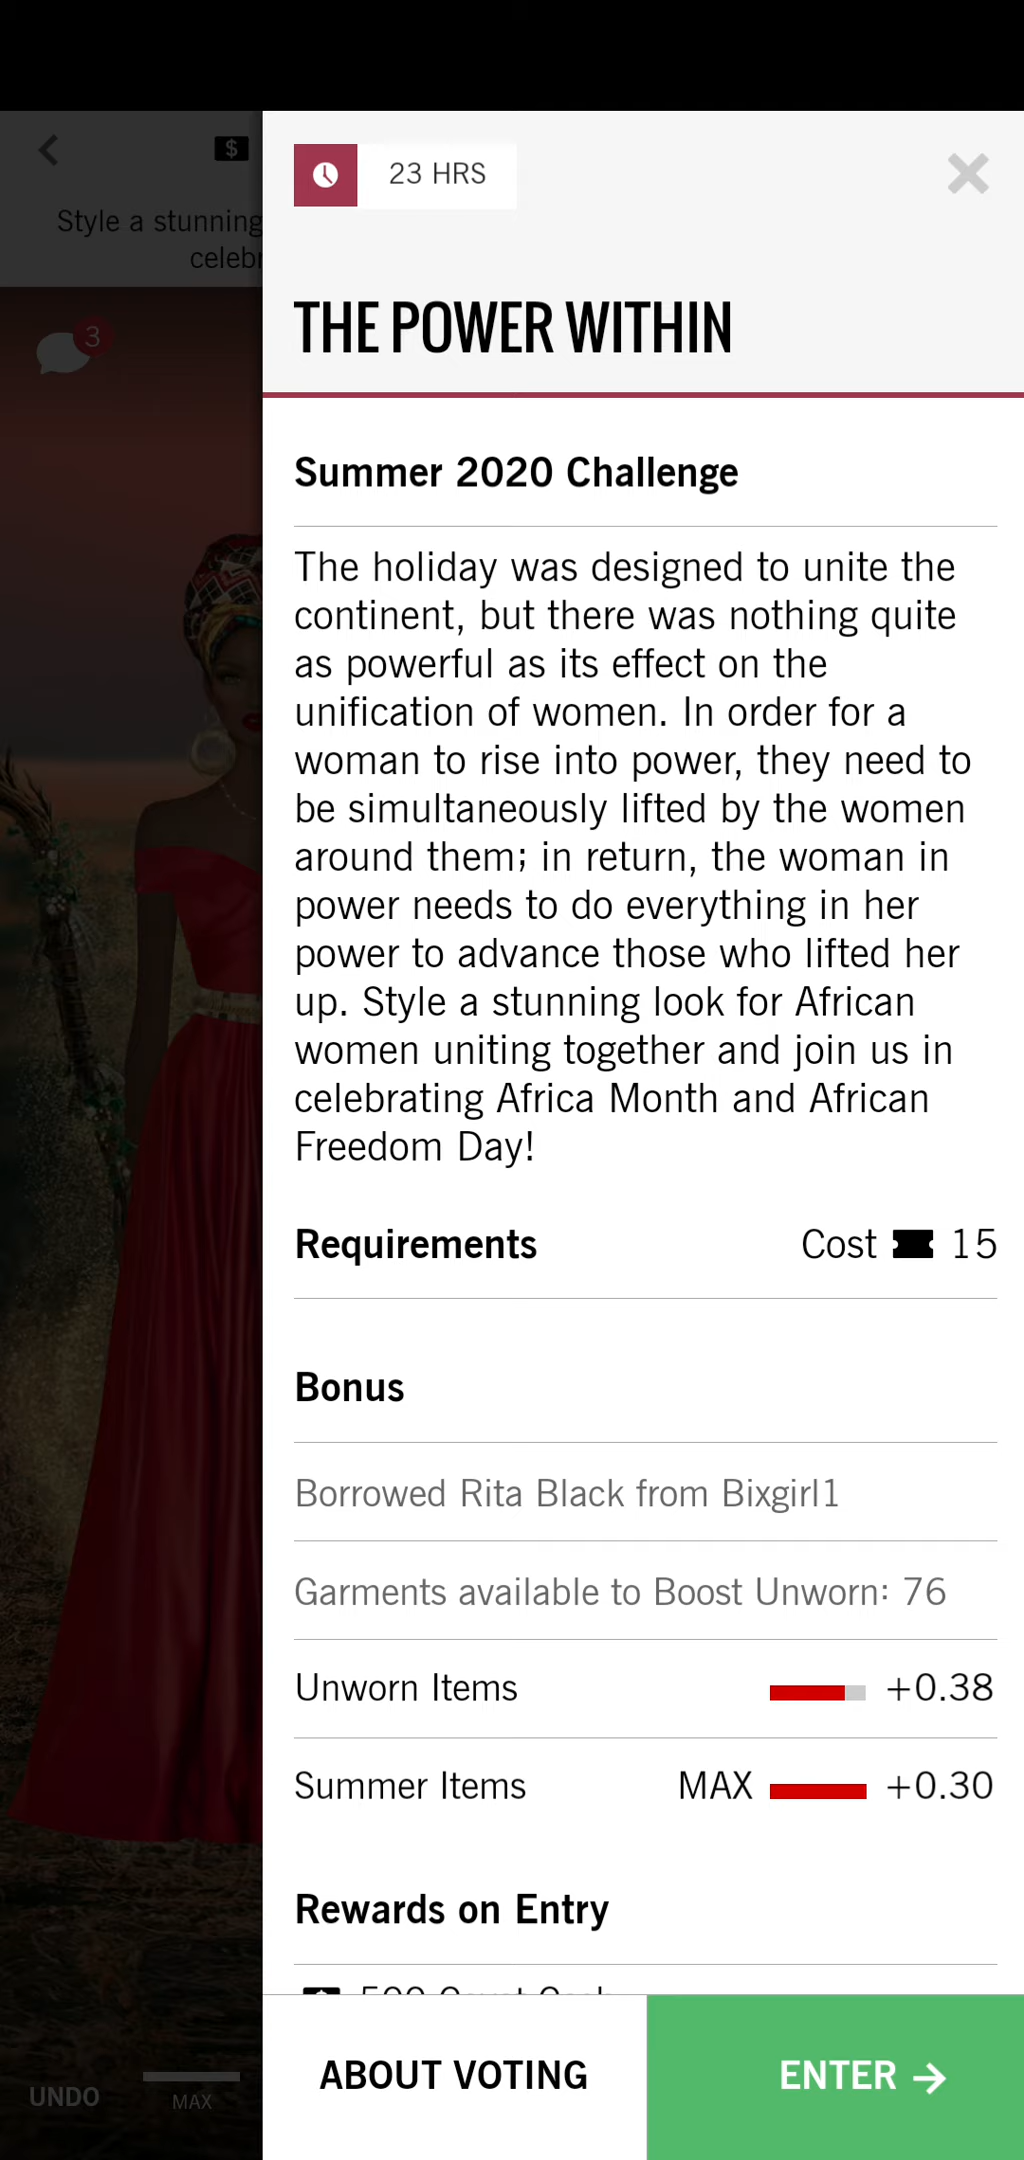 $
23 HRS
Style a stunning
celebr
3
THE POWER WITHIN
Summer 2020 Challenge
The holiday was designed to unite the
continent, but there was nothing quite
as powerful as its effect on the
unification of women. In order for a
woman to rise into power, they need to
be simultaneously lifted by the women
around them; in return, the woman in
power needs to do everything in her
power to advance those who lifted her
up. Style a stunning look for African
women uniting together and join us in
celebrating Africa Month and African
Freedom Day!
Requirements Cost 15
Bonus
Borrowed Rita Black from Bixgirl1
Garments available to Boost Unworn: 76
Unworn Items +0.38
Summer Items MAX +0.30
Rewards on Entry
UNDO
MAX
ABOUT VOTING
ENTER →